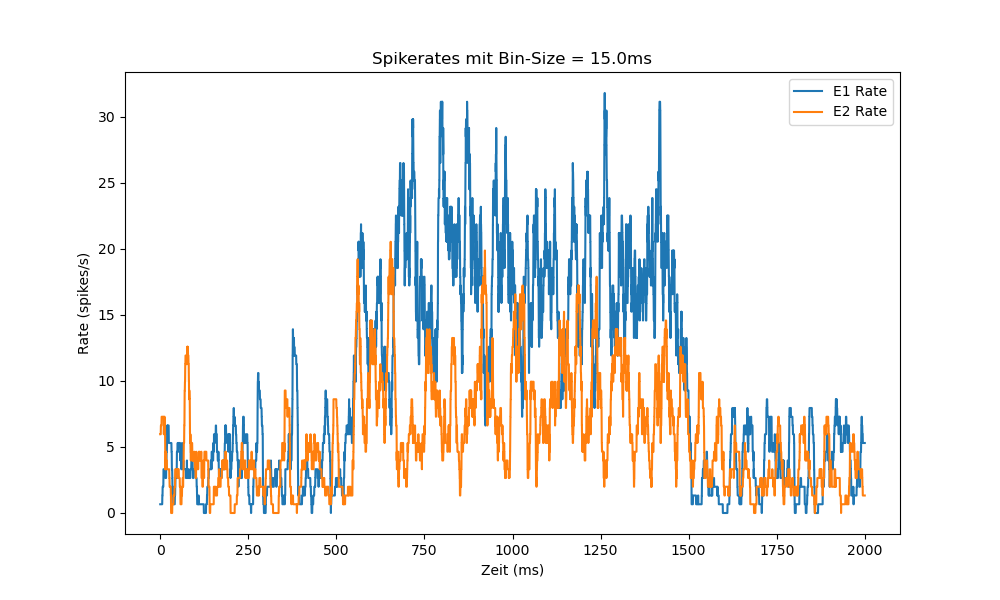 Spikerates mit Bin-Size = 15.0ms
E1 Rate
E2 Rate
Rate (spikes/s)
30
25
20
15
10
5
0
0 250 500 750 1000 1250 1500 1750 2000
Zeit (ms)